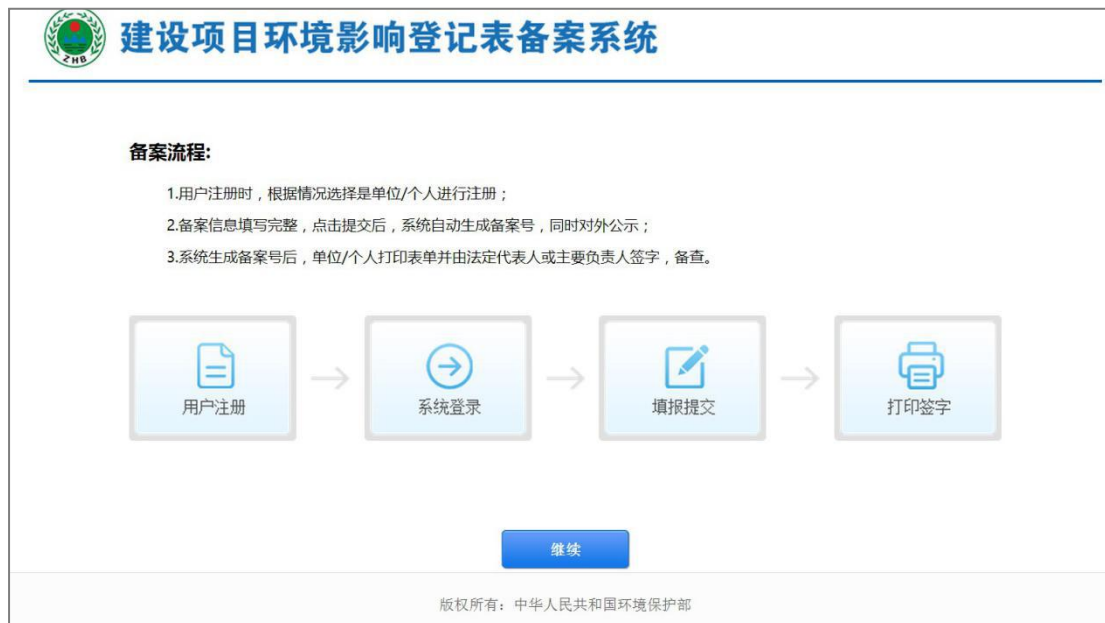 ZHB
建设项目环境影响登记表备案系统
备案流程:
1.用户注册时，根据情况选择是单位/个人进行注册；
2.备案信息填写完整，点击提交后，系统自动生成备案号，同时对外公示；
3.系统生成备案号后，单位/个人打印表单并由法定代表人或主要负责人签字，备查。
用户注册
系统登录
填报提交
打印签字
继续
版权所有：中华人民共和国环境保护部